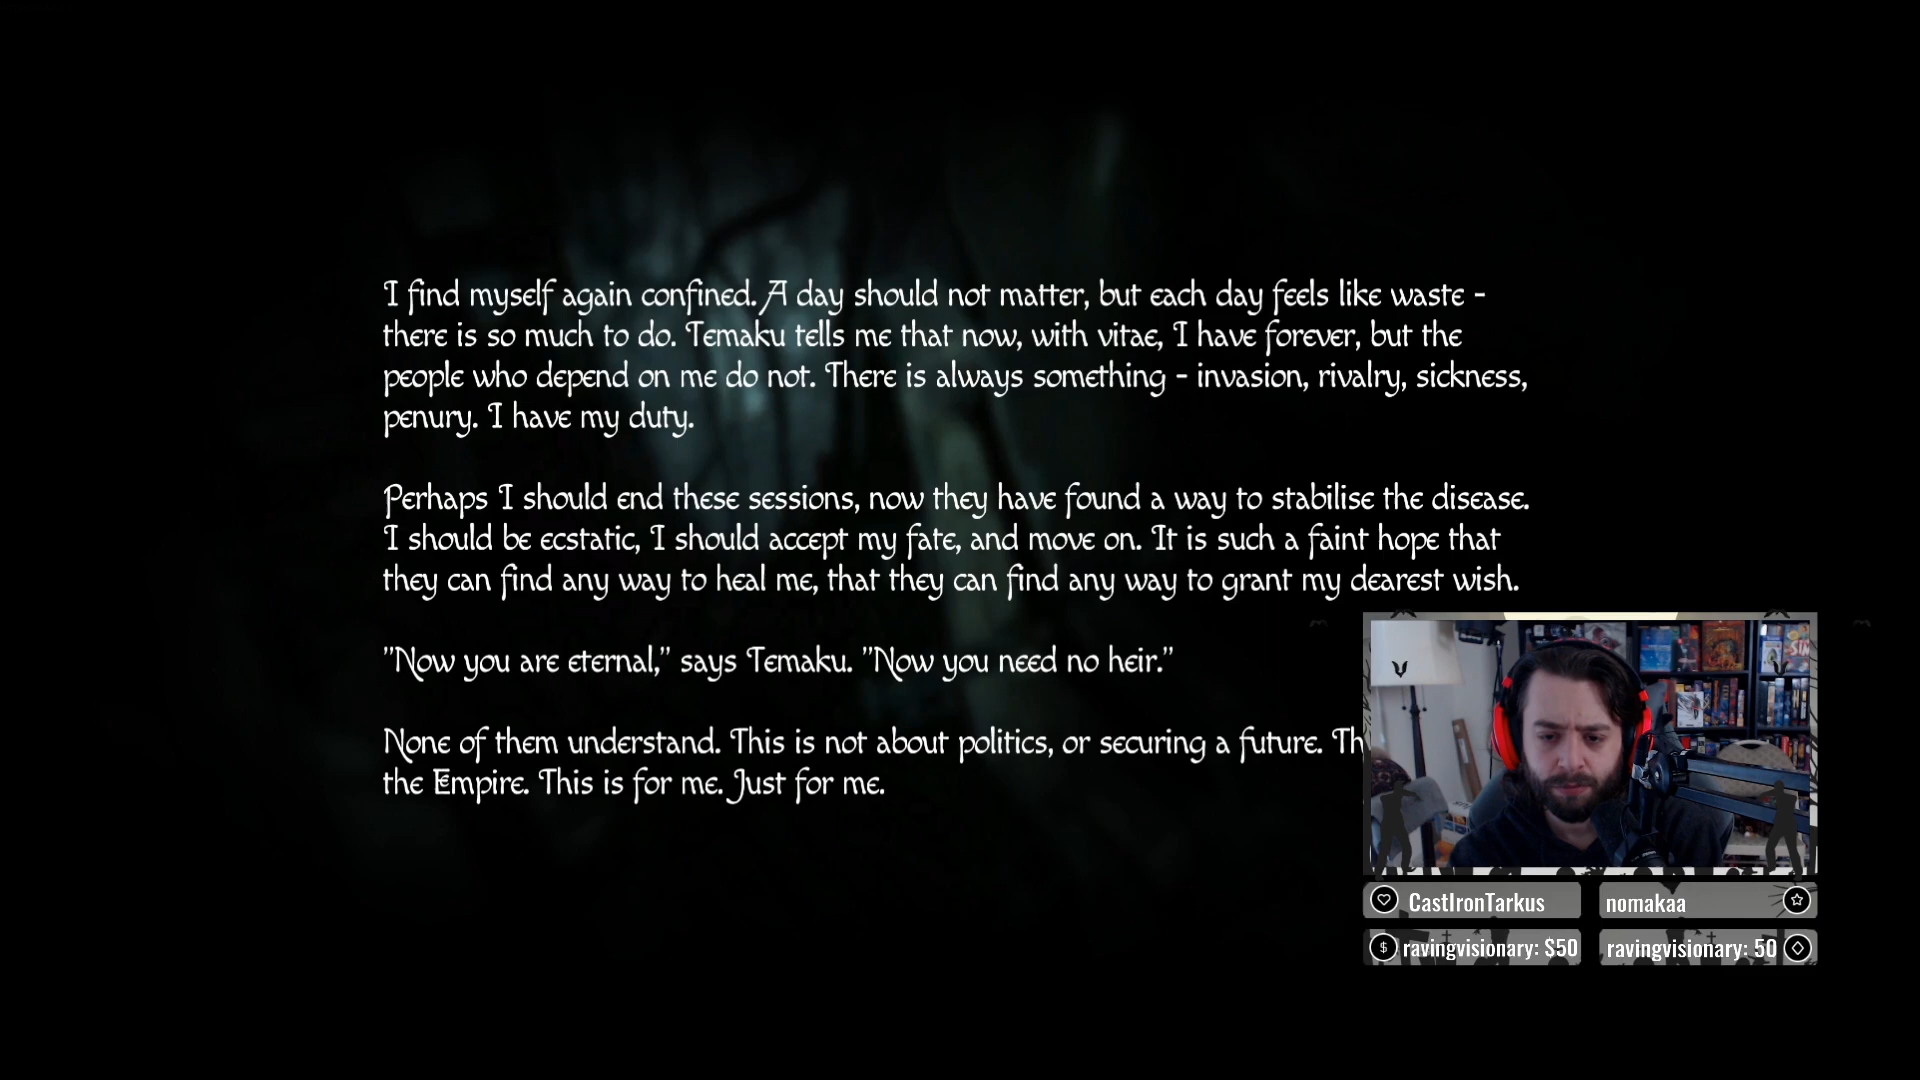 I find myself again confined. A day should not matter, but each day feels like waste -
there is so much to do. Temaku tells me that now, with vitae, I have forever, but the
people who depend on me do not. There is always something - invasion, rivalry, sickness,
penury. I have my duty.
Perhaps I should end these sessions, now they have found a way to stabilise the disease.
I should be ecstatic, I should accept my fate, and move on. It is such a faint hope that
they can find any way to heal me, that they can find any way to grant my dearest wish.
"Now you are eternal," says Temaku. "Now you need no heir."
None of them understand. This is not about politics, or securing a future. Th
the Empire. This is for me. Just for me.
CastIronTarkus
nomakaa
$ ravingvisionary: $50
ravingvisionary: 50